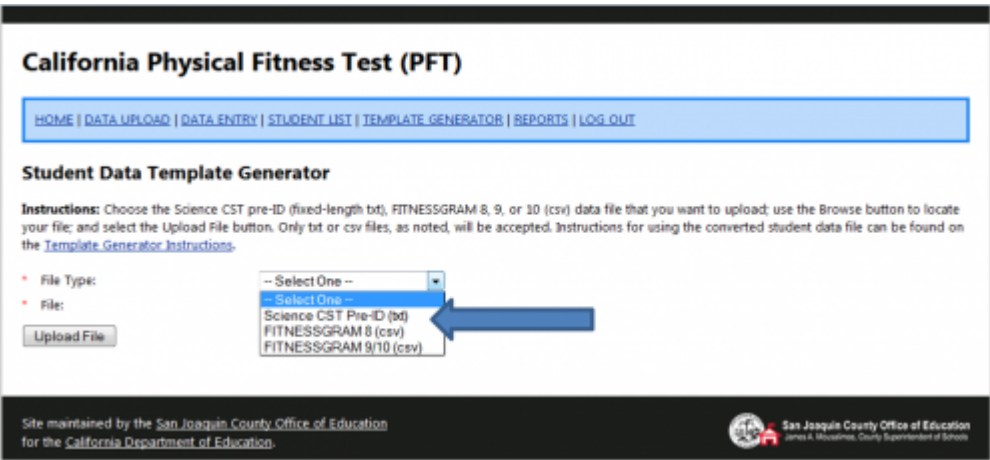 California Physical Fitness Test (PFT)
HOME | DATA UPLOAD | DATA ENTRY | STUDENT LIST | TEMPLATE GENERATOR | REPORTS | LOG OUT
Student Data Template Generator
Instructions: Choose the Science CST pre-ID (fixed-length txt), FITNESSGRAM 8, 9, or 10 (csv) data file that you want to upload; use the Browse button to locate
your file; and select the Upload File button. Only txt or csv files, as noted, will be accepted. Instructions for using the converted student data file can be found on
the Template Generator Instructions.
* File Type:
-- Select One --
-- Select One --
* File:
Science CST Pre-ID (txt)
FITNESSGRAM 8 (csv)
FITNESSGRAM 9/10 (csv)
Upload File
Site maintained by the San Joaquin County Office of Education
for the California Department of Education.
San Joaquin County Office of Education
James A. Mousalimas, County Superintendent of Schools